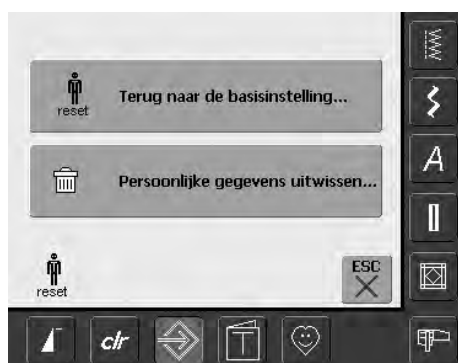 reset
Terug naar de basisinstelling...
Persoonlijke gegevens uitwissen...
reset
ESC
A
clr
T